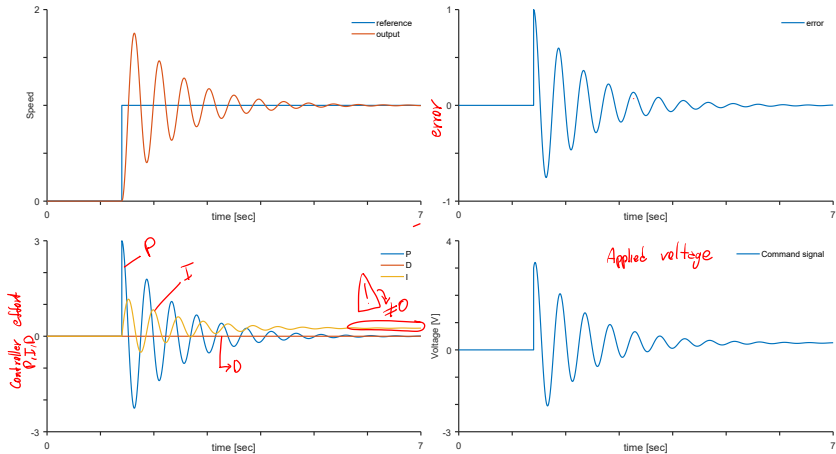 2
reference
output
Speed
0
0
time [sec]
7
1
error
error
0
-1
0
time [sec]
7
3
P
I
P
D
I
!
≠0
Controller effort
P, I, D
0
→D
-3
0
time [sec]
7
4
Applied voltage
Command signal
Voltage [V]
0
-3
0
time [sec]
7